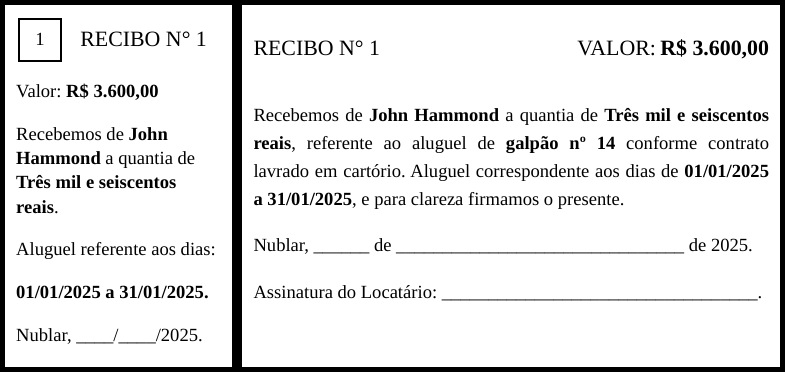 1 RECIBO N° 1
Valor: R$ 3.600,00
Recebemos de John
Hammond a quantia de
Três mil e seiscentos
reais.
Aluguel referente aos dias:
01/01/2025 a 31/01/2025.
Nublar, ____/____/2025.
RECIBO N° 1 VALOR: R$ 3.600,00
Recebemos de John Hammond a quantia de Três mil e seiscentos
reais, referente ao aluguel de galpão nº 14 conforme contrato
lavrado em cartório. Aluguel correspondente aos dias de 01/01/2025
a 31/01/2025, e para clareza firmamos o presente.
Nublar, ______ de _______________________________ de 2025.
Assinatura do Locatário: __________________________________.